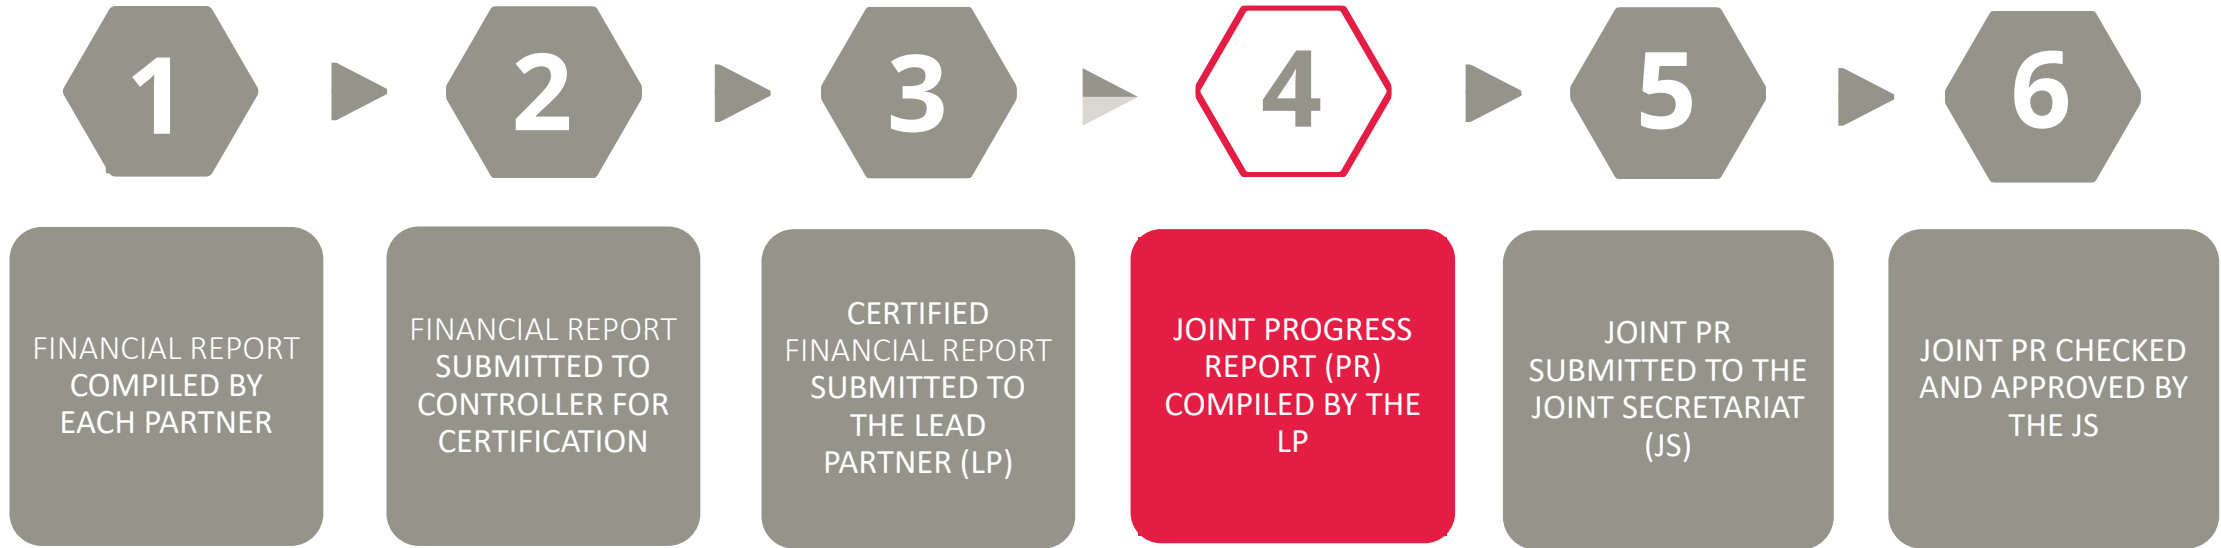 1
2
3
4
5
6
FINANCIAL REPORT
COMPILED BY
EACH PARTNER
FINANCIAL REPORT
SUBMITTED TO
CONTROLLER FOR
CERTIFICATION
CERTIFIED
FINANCIAL REPORT
SUBMITTED TO
THE LEAD
PARTNER (LP)
JOINT PROGRESS
REPORT (PR)
COMPILED BY THE
LP
JOINT PR
SUBMITTED TO THE
JOINT SECRETARIAT
(JS)
JOINT PR CHECKED
AND APPROVED BY
THE JS